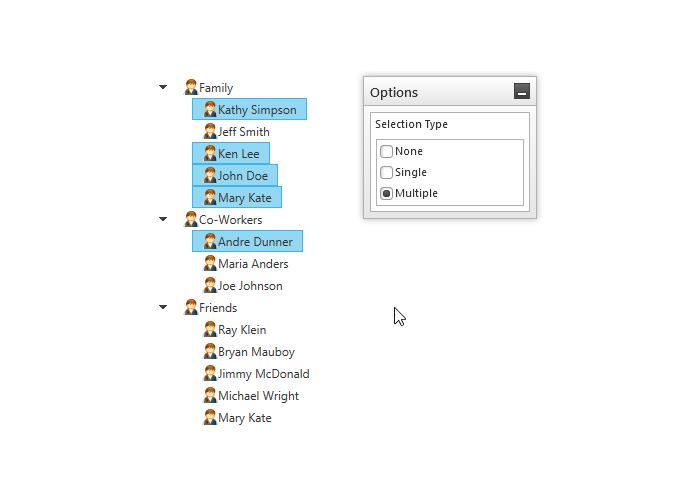 Family
Kathy Simpson
Jeff Smith
Ken Lee
John Doe
Mary Kate
Co-Workers
Andre Dunner
Maria Anders
Joe Johnson
Friends
Ray Klein
Bryan Mauboy
Jimmy McDonald
Michael Wright
Mary Kate
Options
Selection Type
None
Single
Multiple